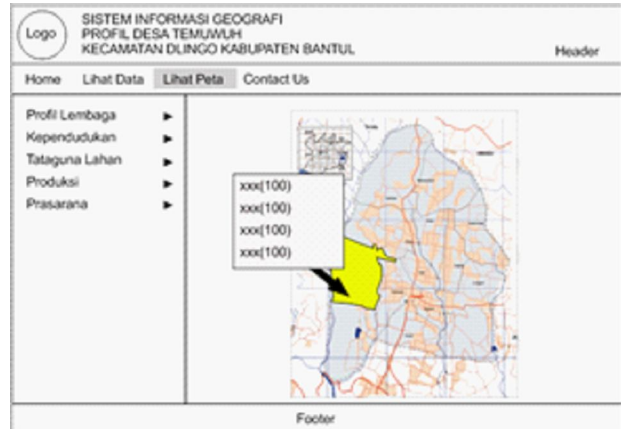 Logo
SISTEM INFORMASI GEOGRAFI
PROFIL DESA TEMUWUH
KECAMATAN DLINGO KABUPATEN BANTUL
Header
Home Lihat Data Lihat Peta Contact Us
Profil Lembaga
Kependudukan
Tataguna Lahan
Produksi
Prasarana
xxx(100)
xxx(100)
xxx(100)
xxx(100)
Footer